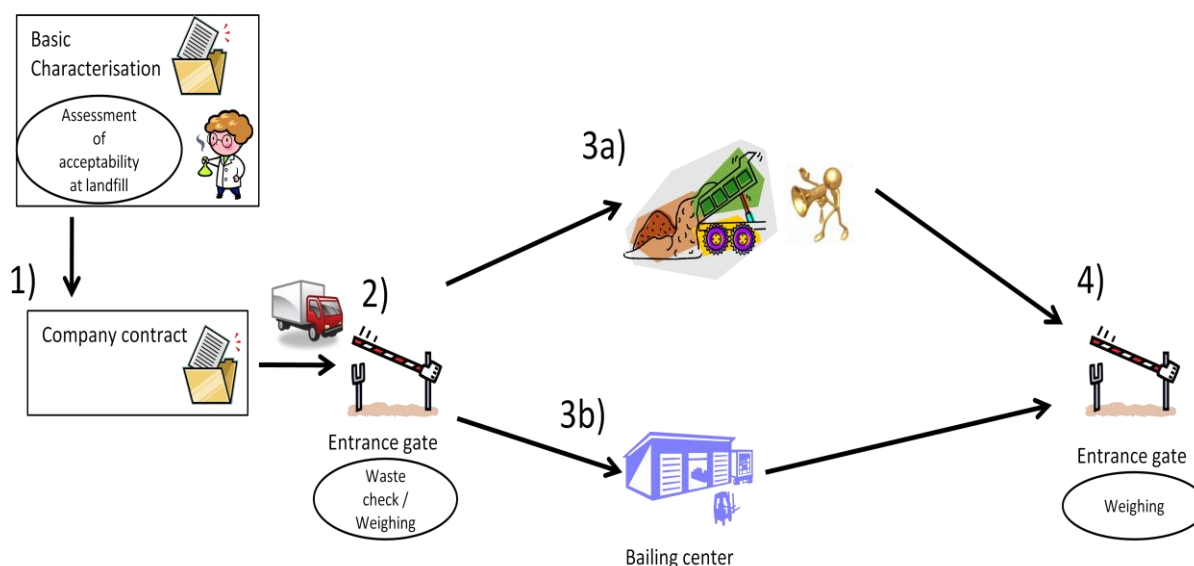 Basic
Characterisation
Assessment
of
acceptability
at landfill
1)
Company contract
2)
Entrance gate
Waste
check /
Weighing
3a)
3b)
Bailing center
4)
Entrance gate
Weighing